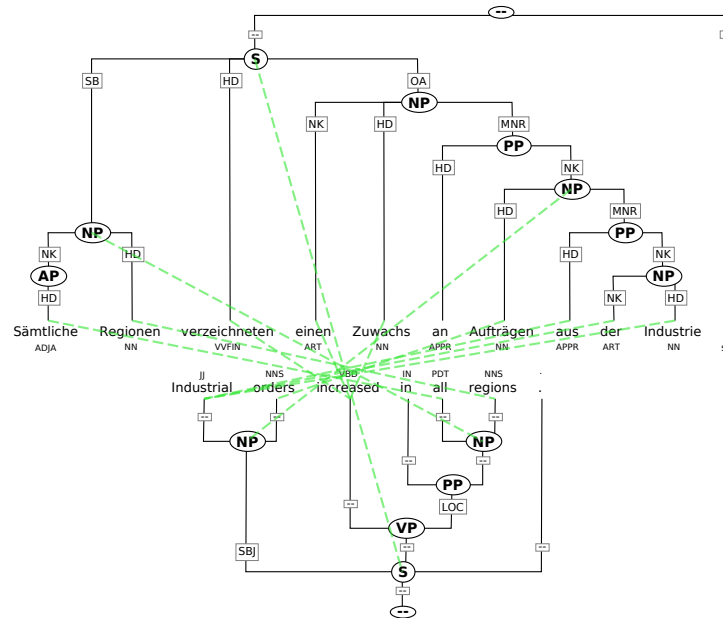 --
--
S
SB HD OA
NP
NK HD MNR
PP
HD NK
NP
HD MNR
NP PP
NK HD HD NK
AP NP
HD NK HD
Sämtliche Regionen verzeichneten einen Zuwachs an Aufträgen aus der Industrie
ADJA NN VVFIN ART NN APPR NN APPR ART NN
JJ NNS VBD IN PDT NNS .
Industrial orders increased in all regions .
-- -- -- --
NP NP
-- --
PP
-- LOC
VP
SBJ -- --
S
--
--